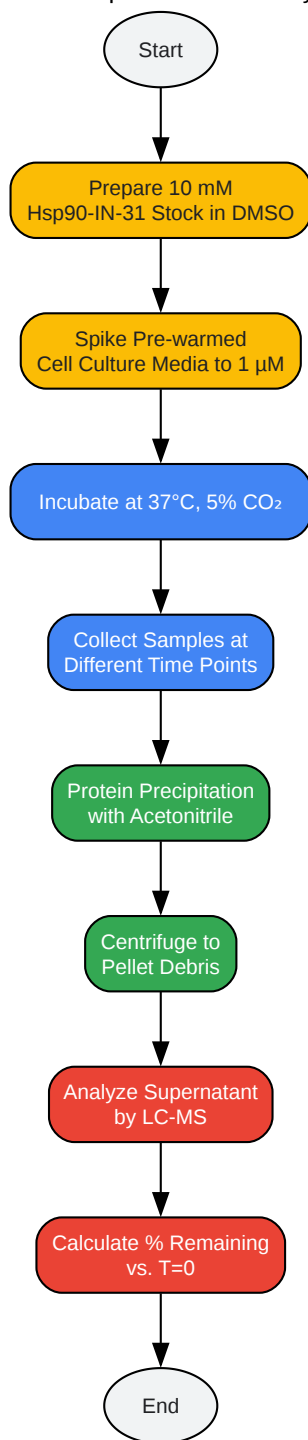 Start
Prepare 10 mM
Hsp90-IN-31 Stock in DMSO
Spike Pre-warmed
Cell Culture Media to 1 µM
Incubate at 37°C, 5% CO₂
Collect Samples at
Different Time Points
Protein Precipitation
with Acetonitrile
Centrifuge to
Pellet Debris
Analyze Supernatant
by LC-MS
Calculate % Remaining
vs. T=0
End